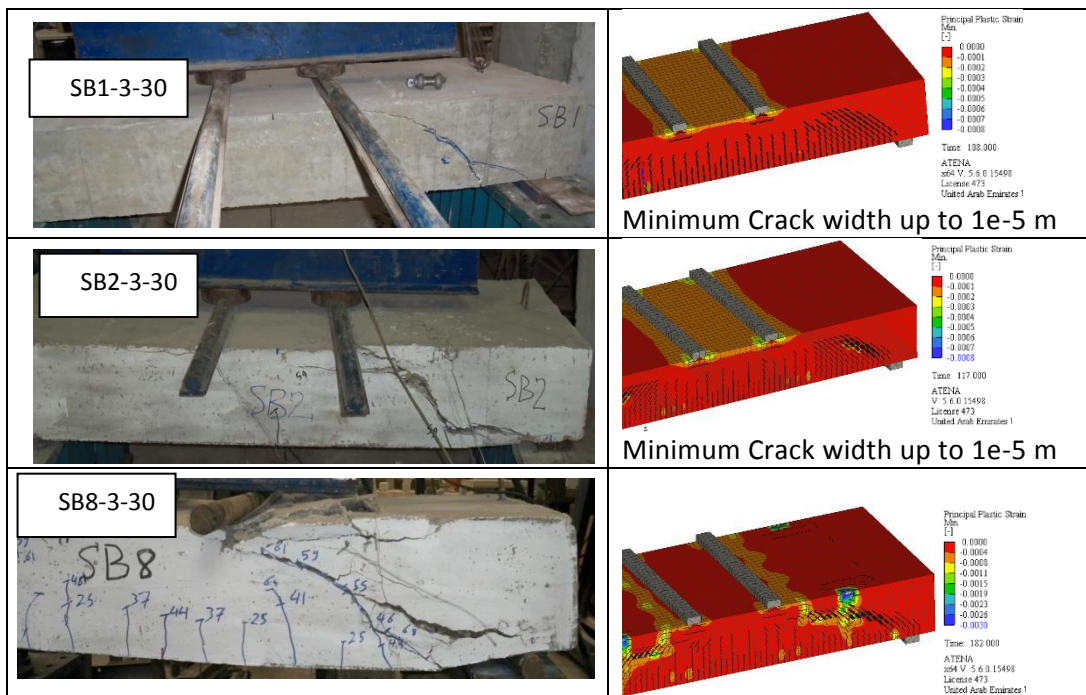 SB1-3-30
SB1
Principal Plastic Strain
Min.
[-]
0.0000
-0.0001
-0.0002
-0.0003
-0.0004
-0.0005
-0.0006
-0.0007
-0.0008
Time: 108.000
ATENA
x64 V. 5.6.0.15498
License 473
United Arab Emirates !
Minimum Crack width up to 1e-5 m
SB2-3-30
SB2
SB2
Principal Plastic Strain
Min.
[-]
0.0000
-0.0001
-0.0002
-0.0003
-0.0004
-0.0005
-0.0006
-0.0007
-0.0008
Time: 117.000
ATENA
V. 5.6.0.15498
License 473
United Arab Emirates !
Minimum Crack width up to 1e-5 m
SB8-3-30
SB8
61
59
55
25
37
44
37
25
41
46
25
Principal Plastic Strain
Min.
[-]
0.0000
-0.0004
-0.0008
-0.0011
-0.0015
-0.0019
-0.0023
-0.0026
-0.0030
Time: 182.000
ATENA
x64 V. 5.6.0.15498
License 473
United Arab Emirates !